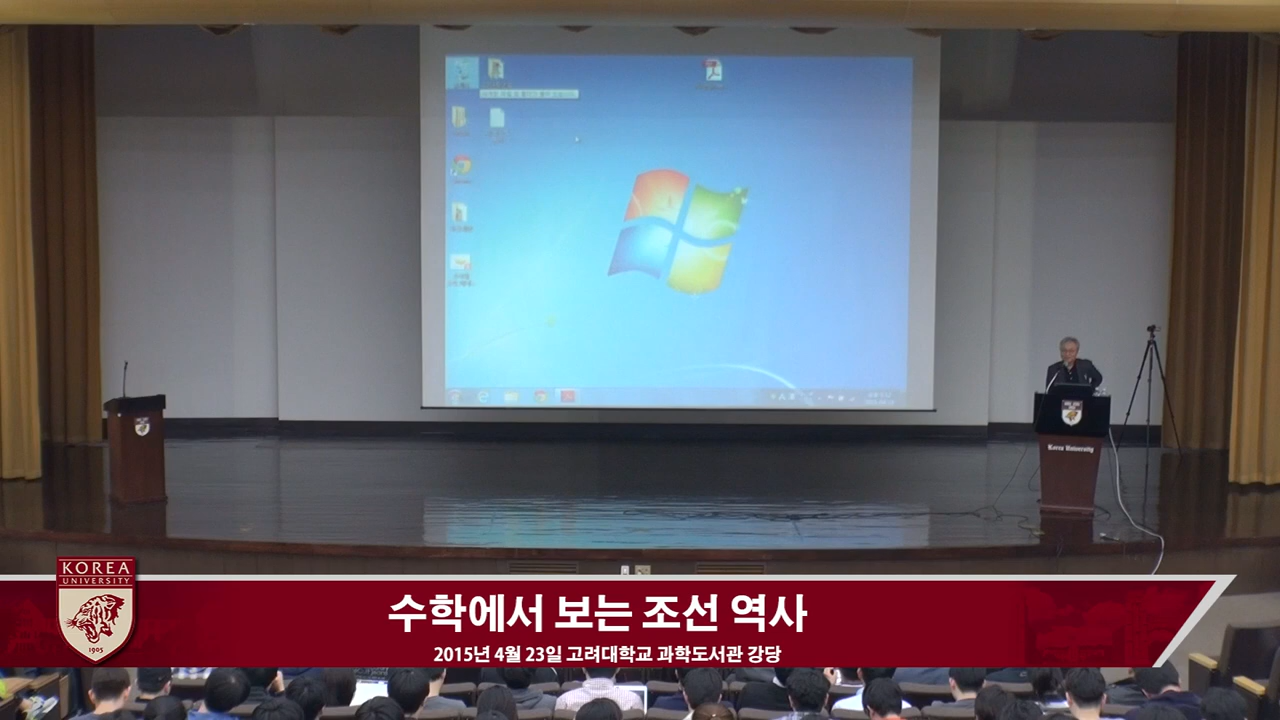 Korea University
KOREA
UNIVERSITY
1905
수학에서 보는 조선 역사
2015년 4월 23일 고려대학교 과학도서관 강당